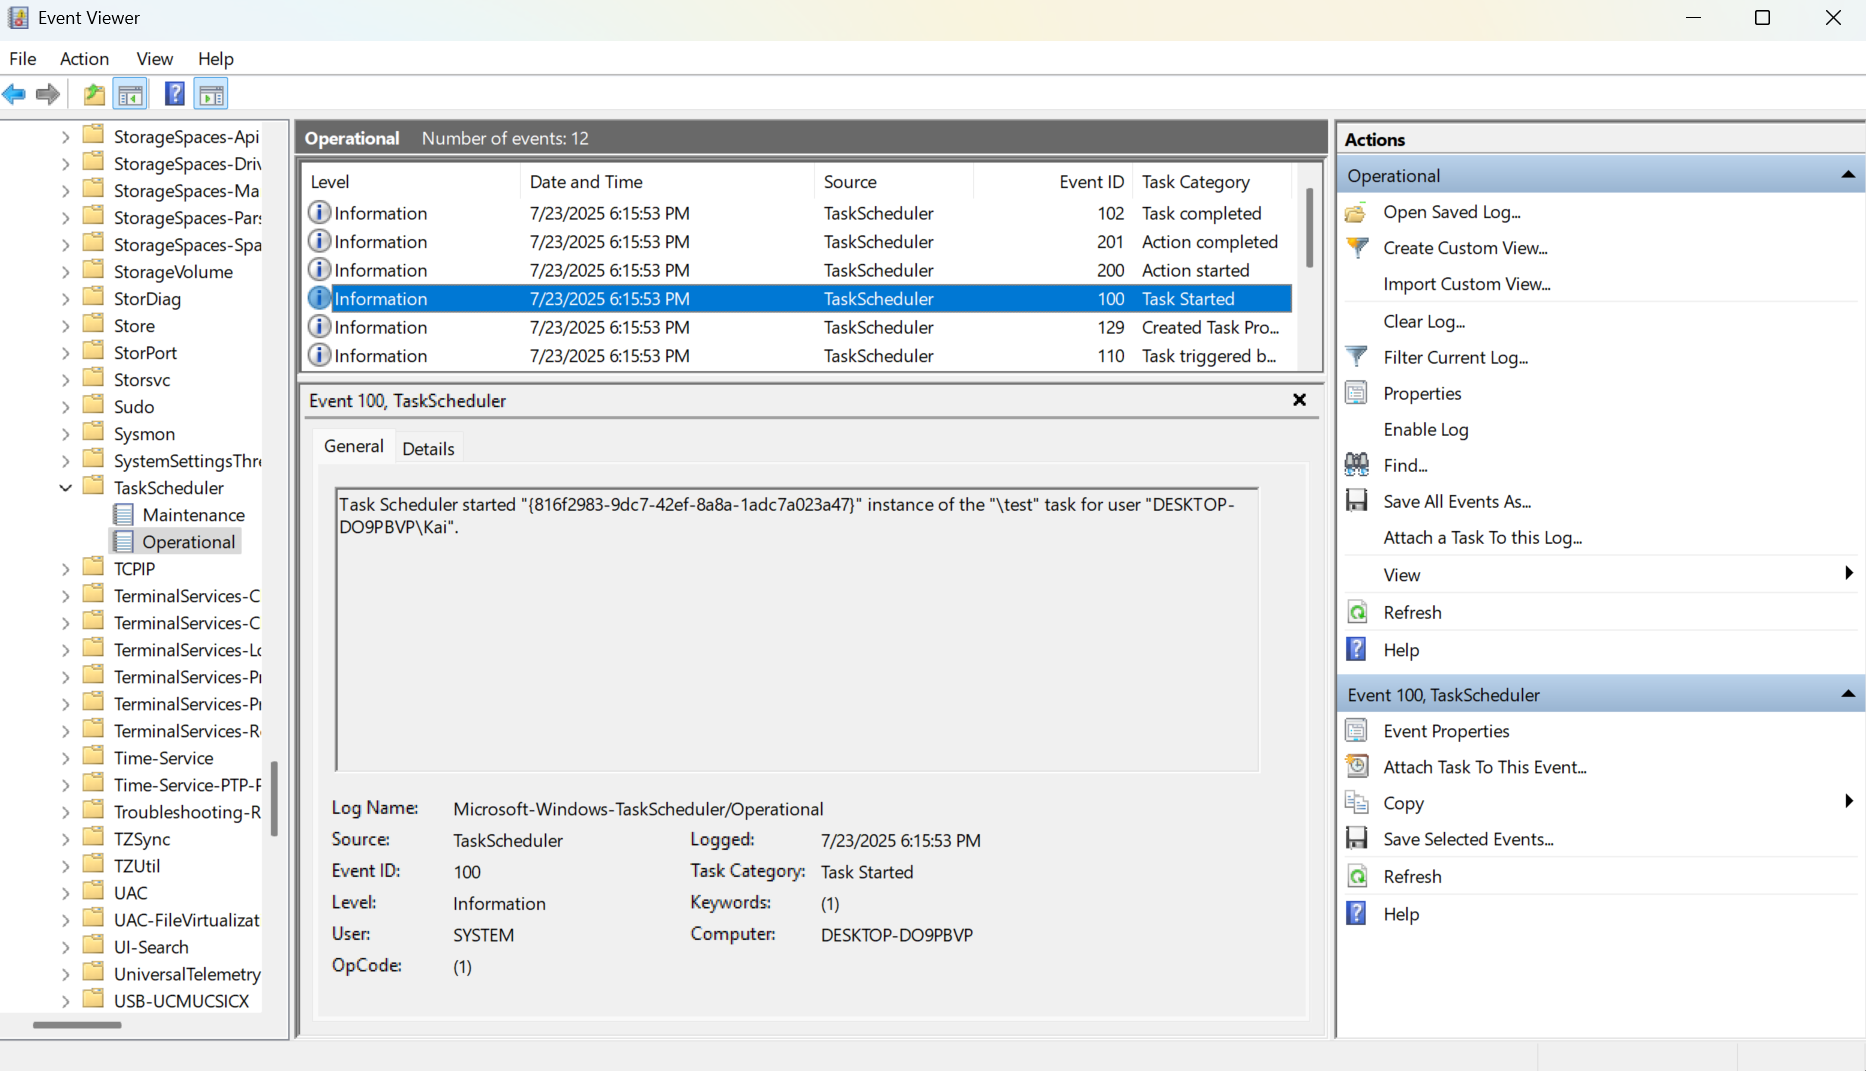 Event Viewer
File Action View Help
StorageSpaces-Api
StorageSpaces-Driv
StorageSpaces-Ma
StorageSpaces-Pars
StorageSpaces-Spa
StorageVolume
StorDiag
Store
StorPort
Storsvc
Sudo
Sysmon
SystemSettingsThre
TaskScheduler
Maintenance
Operational
TCPIP
TerminalServices-C
TerminalServices-C
TerminalServices-Lo
TerminalServices-Pr
TerminalServices-Pr
TerminalServices-Re
Time-Service
Time-Service-PTP-P
Troubleshooting-R
TZSync
TZUtil
UAC
UAC-FileVirtualizat
UI-Search
UniversalTelemetry
USB-UCMUCSICX
Operational Number of events: 12
Level Date and Time Source Event ID Task Category
Information 7/23/2025 6:15:53 PM TaskScheduler 102 Task completed
Information 7/23/2025 6:15:53 PM TaskScheduler 201 Action completed
Information 7/23/2025 6:15:53 PM TaskScheduler 200 Action started
Information 7/23/2025 6:15:53 PM TaskScheduler 100 Task Started
Information 7/23/2025 6:15:53 PM TaskScheduler 129 Created Task Pro...
Information 7/23/2025 6:15:53 PM TaskScheduler 110 Task triggered b...
Event 100, TaskScheduler
General Details
Task Scheduler started "{816f2983-9dc7-42ef-8a8a-1adc7a023a47}" instance of the "\test" task for user "DESKTOP-
DO9PBVP\Kai".
Log Name: Microsoft-Windows-TaskScheduler/Operational
Source: TaskScheduler Logged: 7/23/2025 6:15:53 PM
Event ID: 100 Task Category: Task Started
Level: Information Keywords: (1)
User: SYSTEM Computer: DESKTOP-DO9PBVP
OpCode: (1)
Actions
Operational
Open Saved Log...
Create Custom View...
Import Custom View...
Clear Log...
Filter Current Log...
Properties
Enable Log
Find...
Save All Events As...
Attach a Task To this Log...
View
Refresh
Help
Event 100, TaskScheduler
Event Properties
Attach Task To This Event...
Copy
Save Selected Events...
Refresh
Help